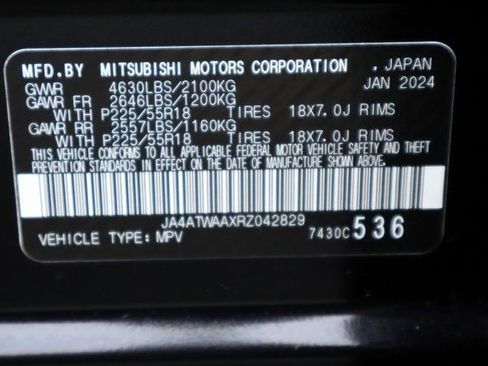 MFD.BY MITSUBISHI MOTORS CORPORATION . JAPAN
GVWR 4630LBS/2100KG JAN 2024
GAWR FR 2646LBS/1200KG
WITH P225/55R18 TIRES 18X7.0J RIMS
GAWR RR 2557LBS/1160KG
WITH P225/55R18 TIRES 18X7.0J RIMS
THIS VEHICLE CONFORMS TO ALL APPLICABLE FEDERAL MOTOR VEHICLE SAFETY AND THEFT
PREVENTION STANDARDS IN EFFECT ON THE DATE OF MANUFACTURE SHOWN ABOVE.
JA4ATWAAXRZ042829
VEHICLE TYPE: MPV 7430C 536